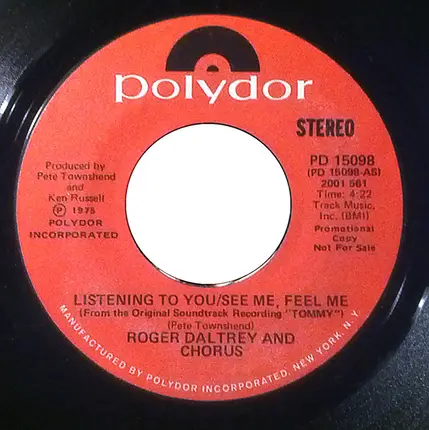 polydor
STEREO
Produced by
Pete Townshend
and
Ken Russell
℗ 1975
POLYDOR
INCORPORATED
PD 15098
(PD 15098-AS)
2001 561
Time: 4:22
Track Music,
Inc. (BMI)
Promotional
Copy
Not For Sale
LISTENING TO YOU/SEE ME, FEEL ME
(From the Original Soundtrack Recording "TOMMY")
(Pete Townshend)
ROGER DALTREY AND
CHORUS
MANUFACTURED BY POLYDOR INCORPORATED, NEW YORK, N.Y.